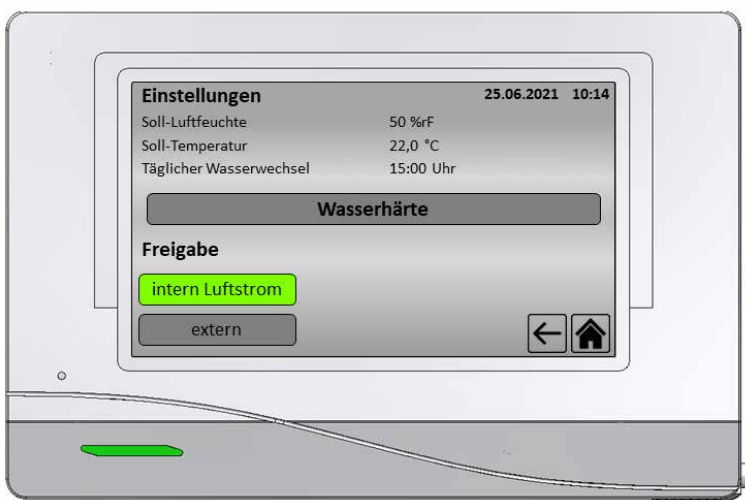 Einstellungen 25.06.2021 10:14
Soll-Luftfeuchte 50 %rF
Soll-Temperatur 22,0 °C
Täglicher Wasserwechsel 15:00 Uhr
Wasserhärte
Freigabe
intern Luftstrom
extern